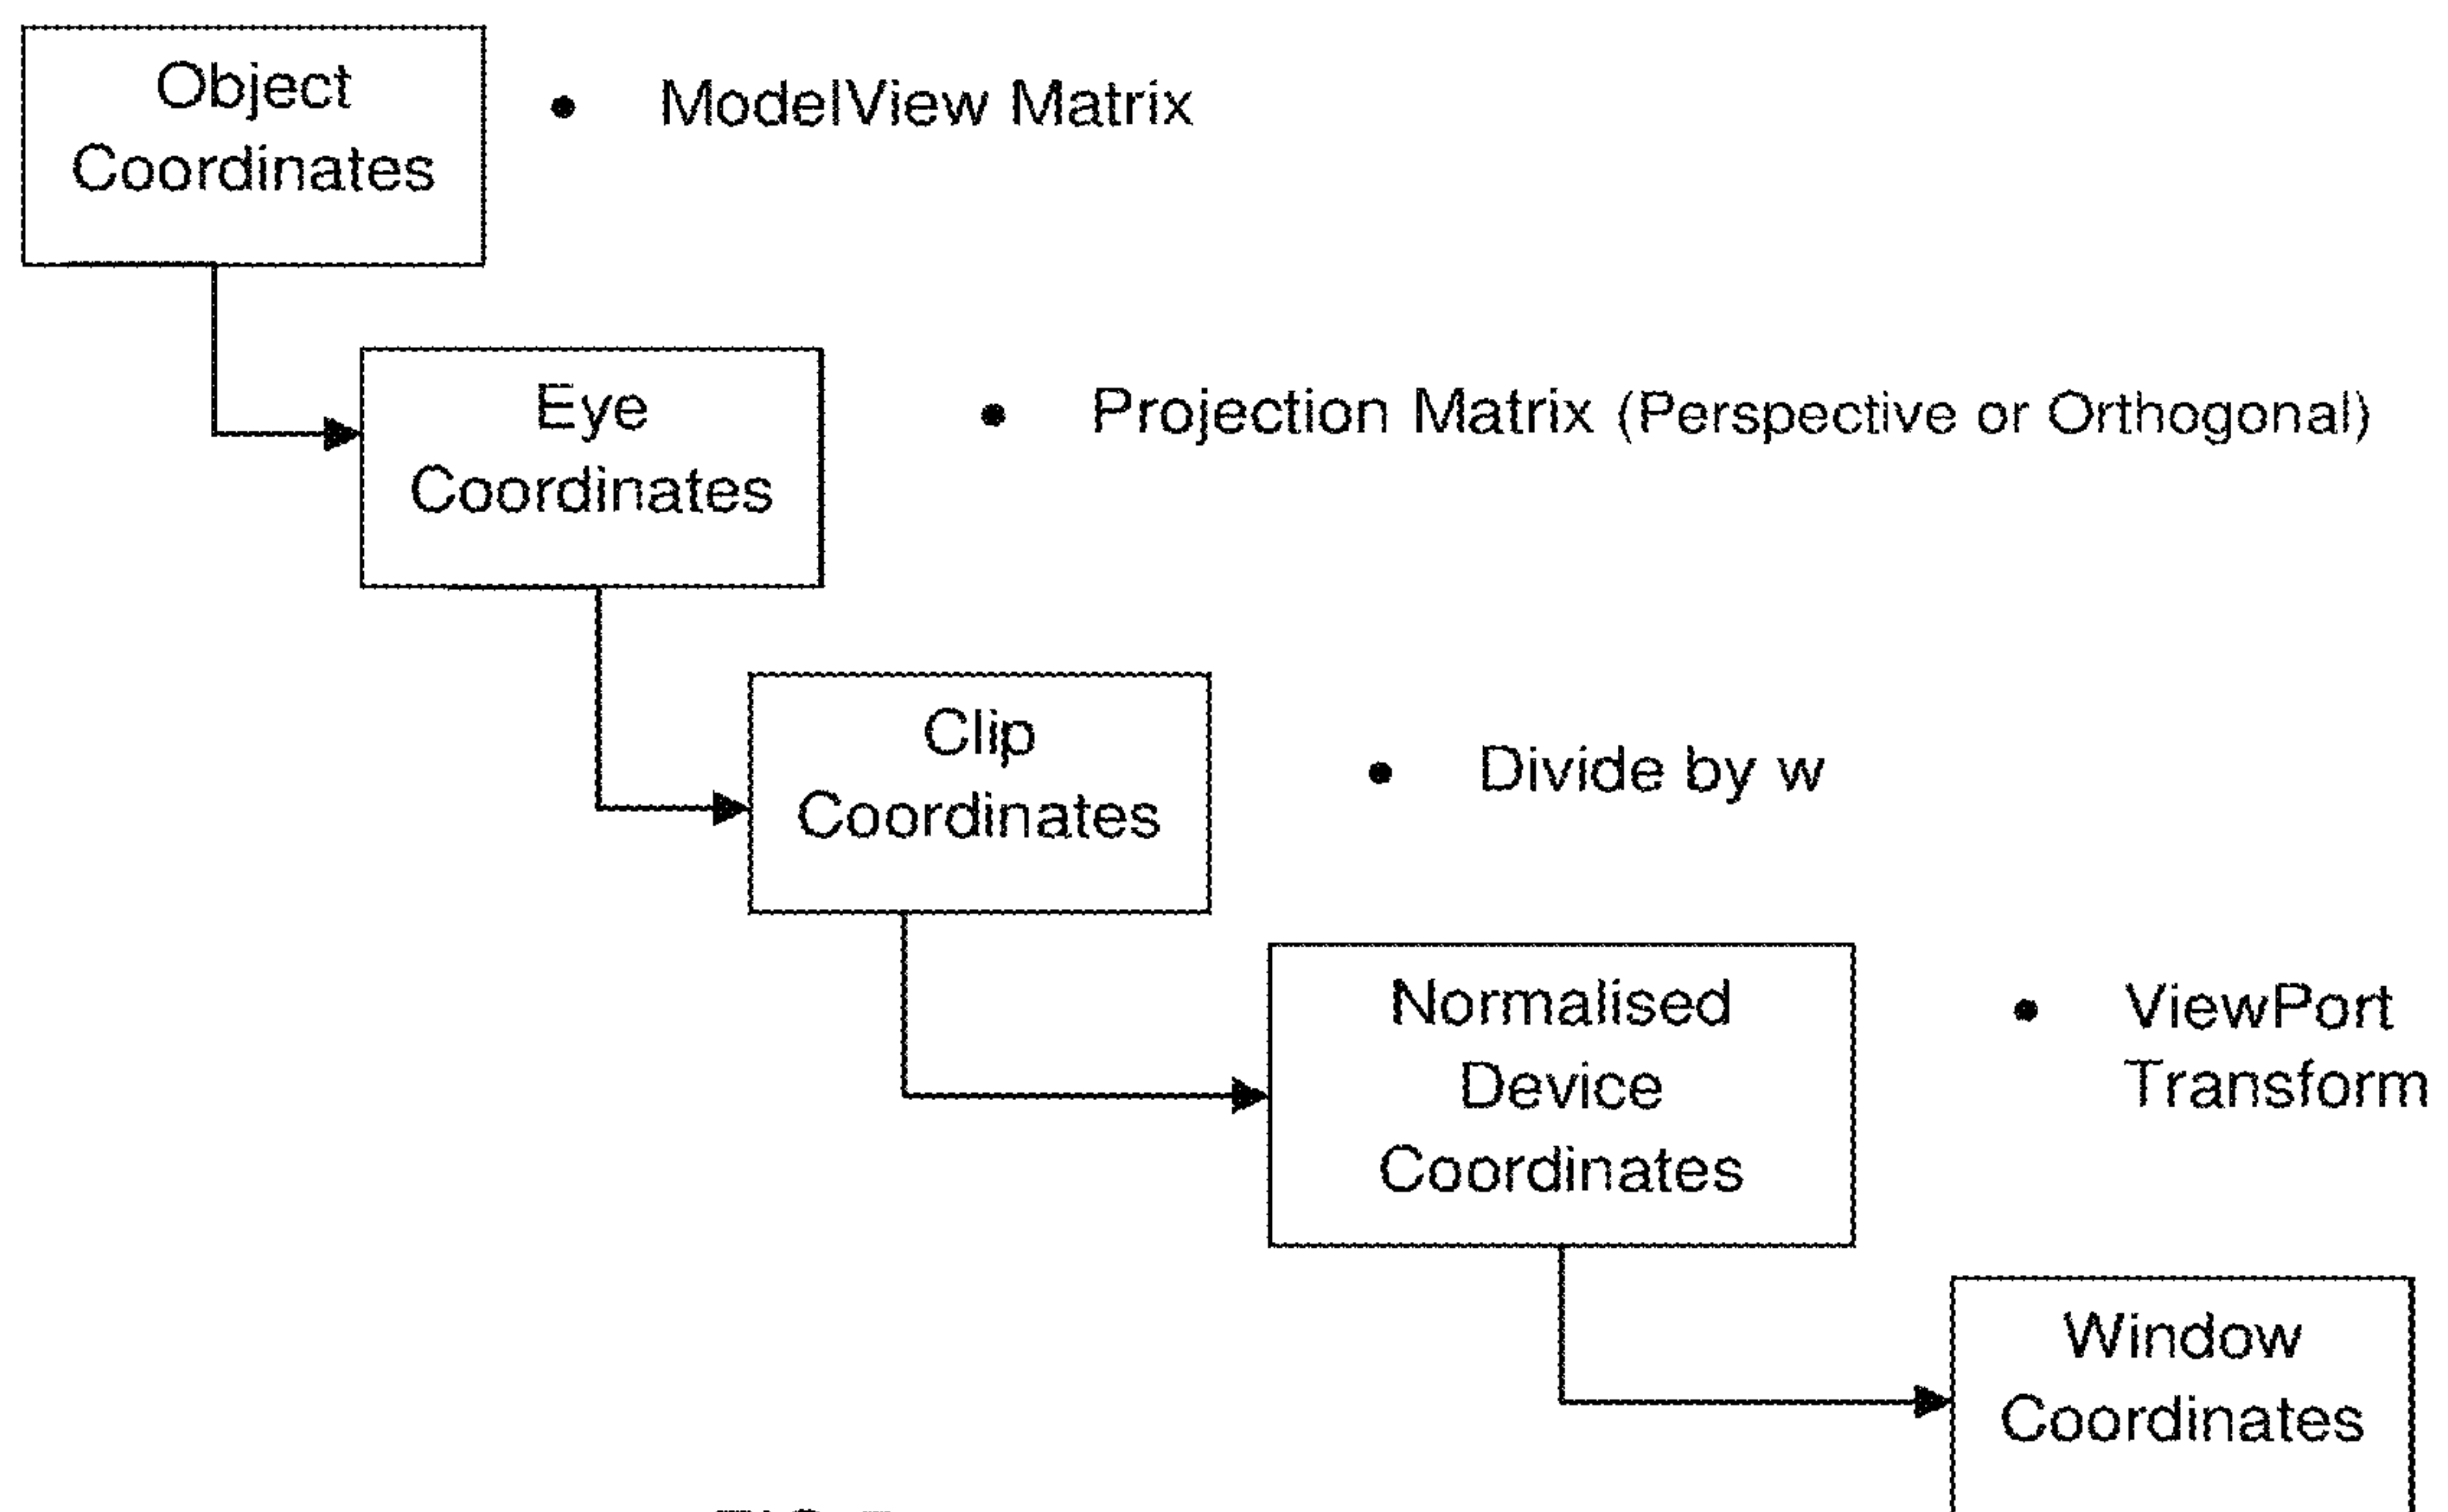 Object
Coordinates
• ModelView Matrix
Eye
Coordinates
• Projection Matrix (Perspective or Orthogonal)
Clip
Coordinates
• Divide by w
Normalised
Device
Coordinates
• ViewPort
Transform
Window
Coordinates